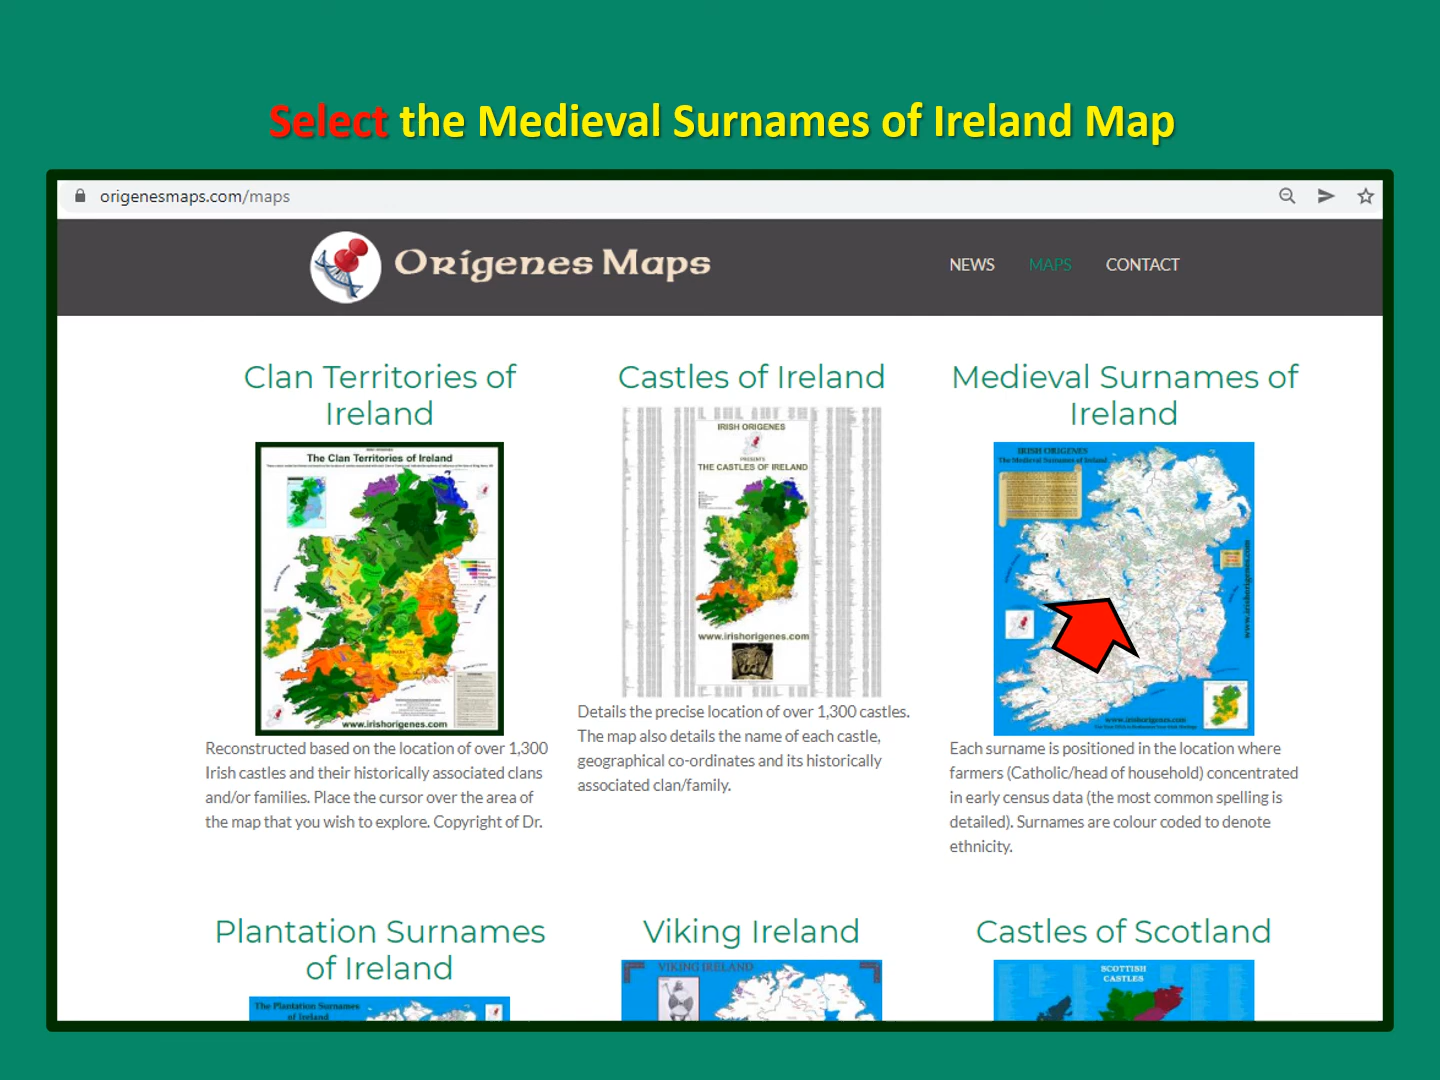 Select the Medieval Surnames of Ireland Map
origenesmaps.com/maps
Orígenes Maps
NEWS
MAPS
CONTACT
Clan Territories of
Ireland
The Clan Territories of Ireland
www.irishorigenes.com
Reconstructed based on the location of over 1,300
Irish castles and their historically associated clans
and/or families. Place the cursor over the area of
the map that you wish to explore. Copyright of Dr.
Castles of Ireland
IRISH ORIGENES
PRESENTS
THE CASTLES OF IRELAND
www.irishorigenes.com
Details the precise location of over 1,300 castles.
The map also details the name of each castle,
geographical co-ordinates and its historically
associated clan/family.
Medieval Surnames of
Ireland
IRISH ORIGENES
The Medieval Surnames of Ireland
www.irishorigenes.com
www.irishorigenes.com
Each surname is positioned in the location where
farmers (Catholic/head of household) concentrated
in early census data (the most common spelling is
detailed). Surnames are colour coded to denote
ethnicity.
Plantation Surnames
of Ireland
The Plantation Surnames
of Ireland
Viking Ireland
VIKING IRELAND
Castles of Scotland
SCOTTISH
CASTLES